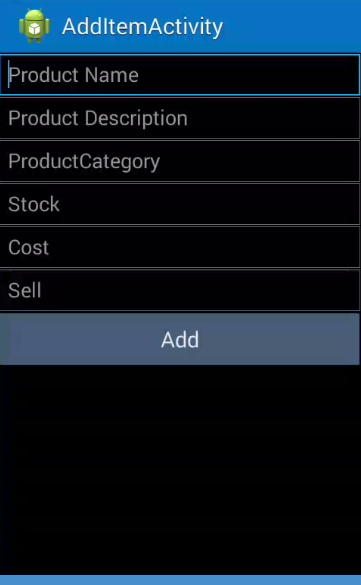 AddItemActivity
Product Name
Product Description
ProductCategory
Stock
Cost
Sell
Add